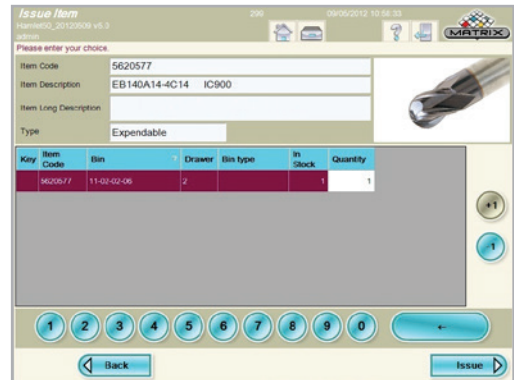 Issue Item
299
09/05/2012 10:58:33
Hamlet50_20120509 v5.3
admin
MATRIX
Please enter your choice.
Item Code 5620577
Item Description EB140A14-4C14 IC900
Item Long Description
Type Expendable
Key Item Code Bin ? Drawer Bin type In Stock Quantity
5620577 11-02-02-06 2 1 1
+1
-1
1 2 3 4 5 6 7 8 9 0 ←
Back Issue